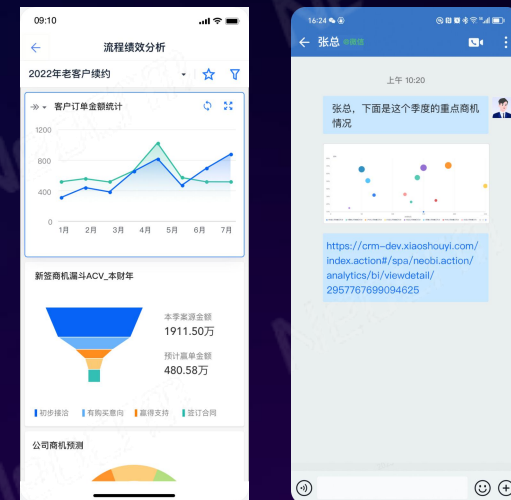 09:10
流程绩效分析
2022年老客户续约
客户订单金额统计
1200
800
400
0
1月 2月 3月 4月 5月 6月 7月
新签商机漏斗ACV_本财年
本季案源金额
1911.50万
预计赢单金额
480.58万
初步接洽 有购买意向 赢得支持 签订合同
公司商机预测
16:24
张总 @微信
上午 10:20
张总，下面是这个季度的重点商机
情况
https://crm-dev.xiaoshouyi.com/
index.action#/spa/neobi.action/
analytics/bi/viewdetail/
2957767699094625